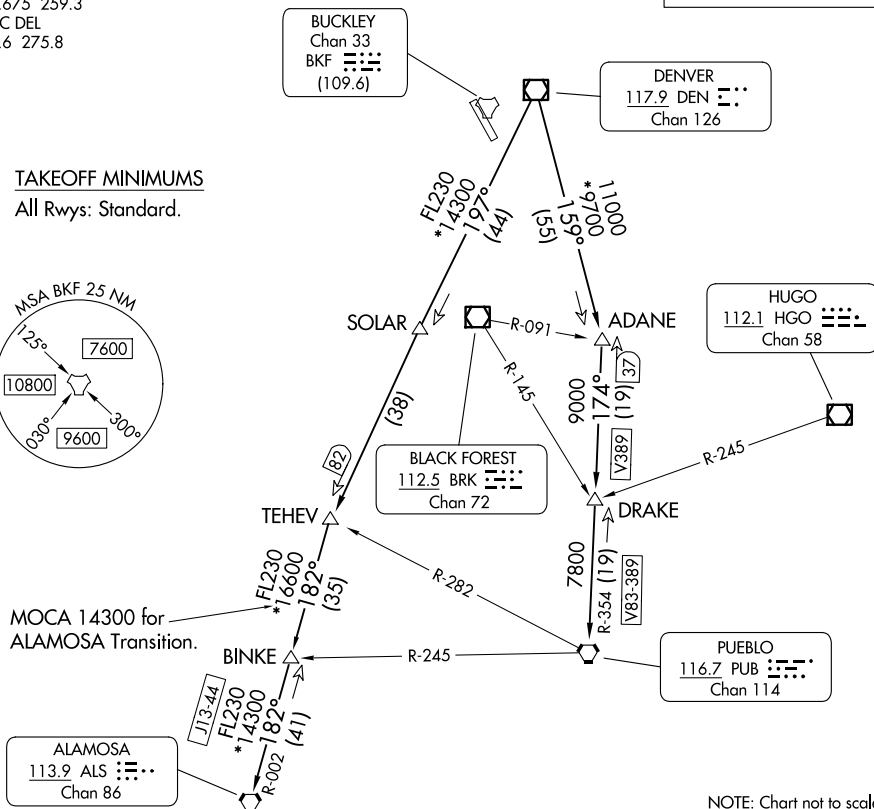 .675 259.3
C DEL
.6 275.8
BUCKLEY
Chan 33
BKF
(109.6)
DENVER
117.9 DEN
Chan 126
TAKEOFF MINIMUMS
All Rwys: Standard.
FL230
*14300
197°
(44)
11000
*9700
159°
(55)
MSA BKF 25 NM
125°
7600
10800
030°
300°
9600
SOLAR
R-091
ADANE
HUGO
112.1 HGO
Chan 58
R-145
37
9000
174°
(19)
V389
(38)
R-245
BLACK FOREST
112.5 BRK
Chan 72
82
TEHEV
DRAKE
FL230
*16600
182°
(35)
R-282
7800
R-354 (19)
V83-389
MOCA 14300 for
ALAMOSA Transition.
BINKE
R-245
PUEBLO
116.7 PUB
Chan 114
J13-44
FL230
*14300
182°
(41)
R-002
ALAMOSA
113.9 ALS
Chan 86
NOTE: Chart not to scal